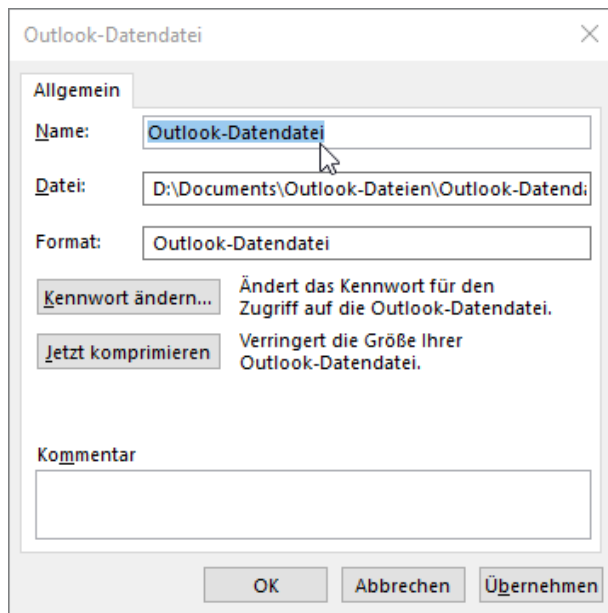 Outlook-Datendatei
Allgemein
Name: Outlook-Datendatei
Datei: D:\Documents\Outlook-Dateien\Outlook-Datend
Format: Outlook-Datendatei
Kennwort ändern... Ändert das Kennwort für den
Zugriff auf die Outlook-Datendatei.
Jetzt komprimieren Verringert die Größe Ihrer
Outlook-Datendatei.
Kommentar
OK Abbrechen Übernehmen